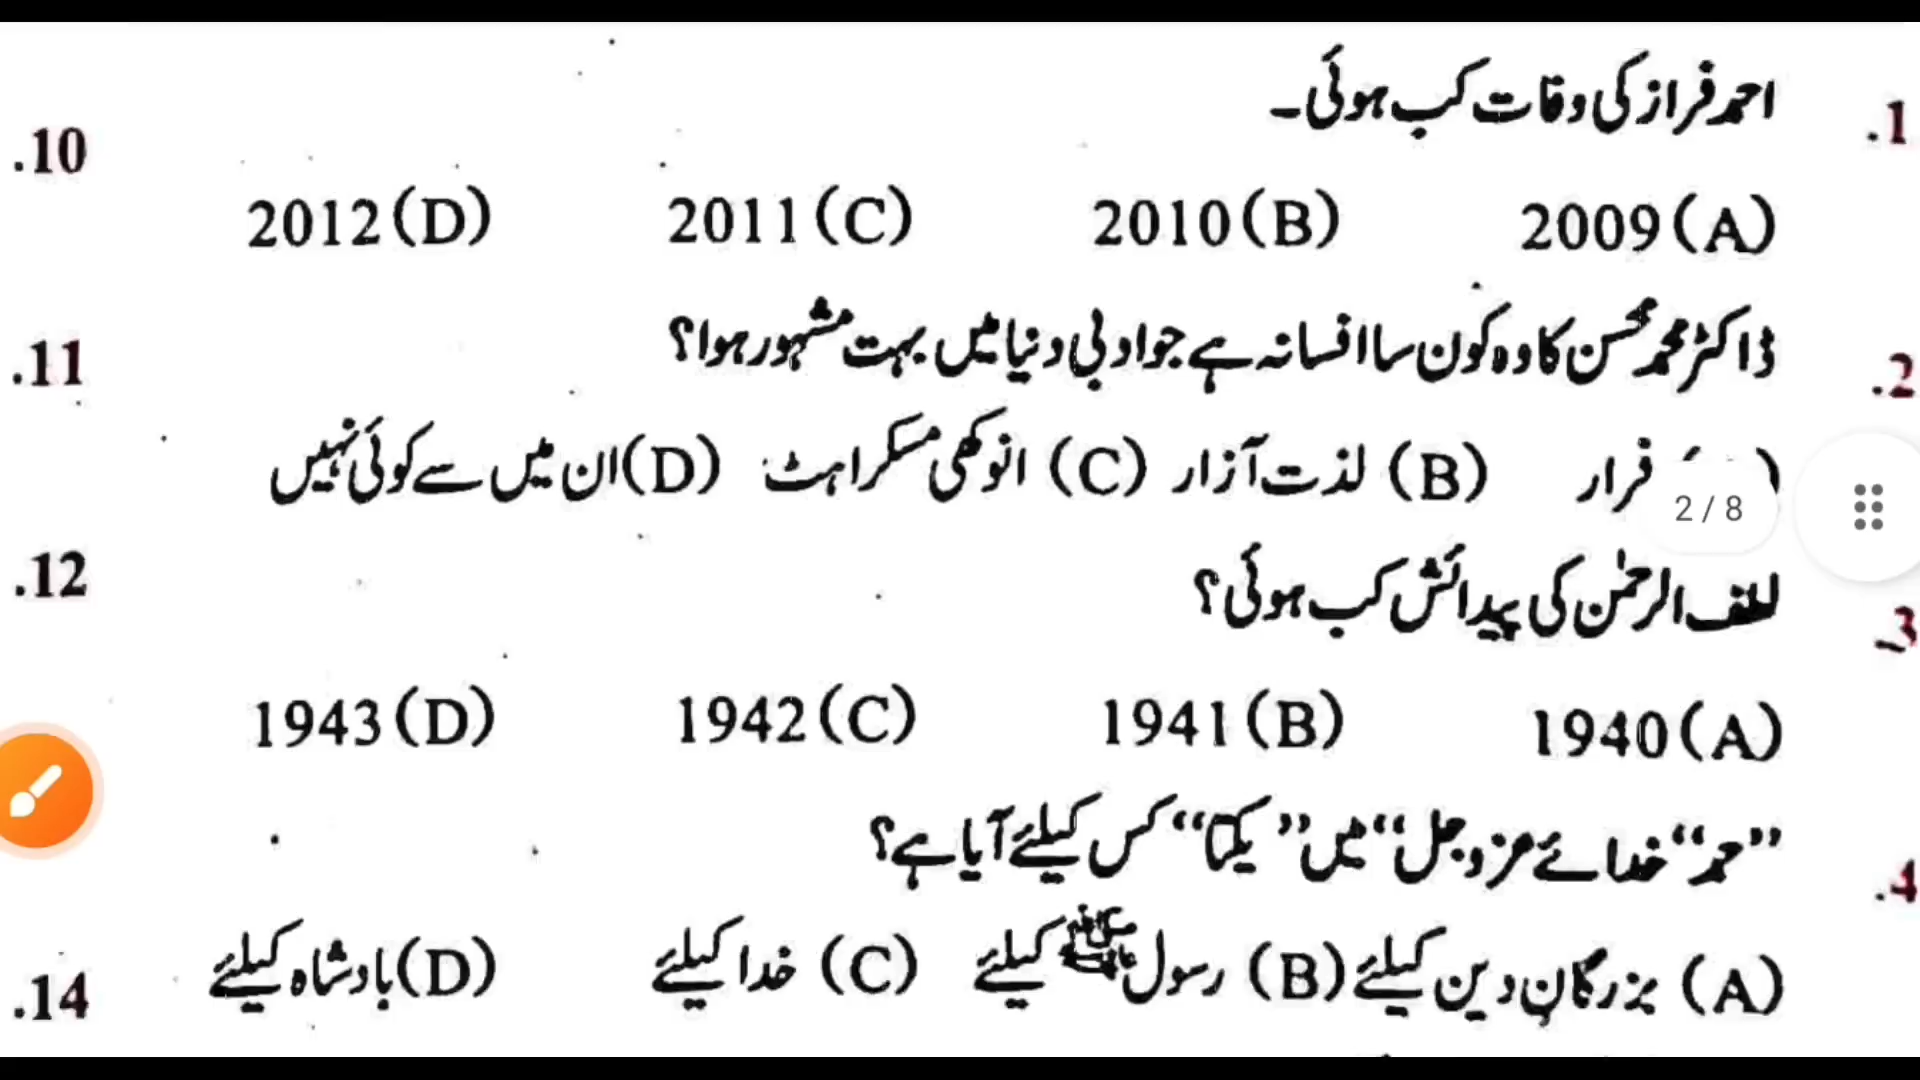 1. احمد فراز کی وفات کب ہوئی۔
2009 (A) 2010 (B) 2011 (C) 2012 (D)
2. ڈاکٹر محمد محسن کا وہ کون سا افسانہ ہے جو ادبی دنیا میں بہت مشہور ہوا؟
فرار (B) لذت آزار (C) انوکھی مسکراہٹ (D) ان میں سے کوئی نہیں
2 / 8
3. لطف الرحمٰن کی پیدائش کب ہوئی؟
1940 (A) 1941 (B) 1942 (C) 1943 (D)
4. ”حمد“ خدائے عزوجل“ میں ”یکتا“ کس کیلئے آیا ہے؟
(A) بزرگانِ دین کیلئے (B) رسول ﷺ کیلئے (C) خدا کیلئے (D) بادشاہ کیلئے
10.
11.
12.
14.